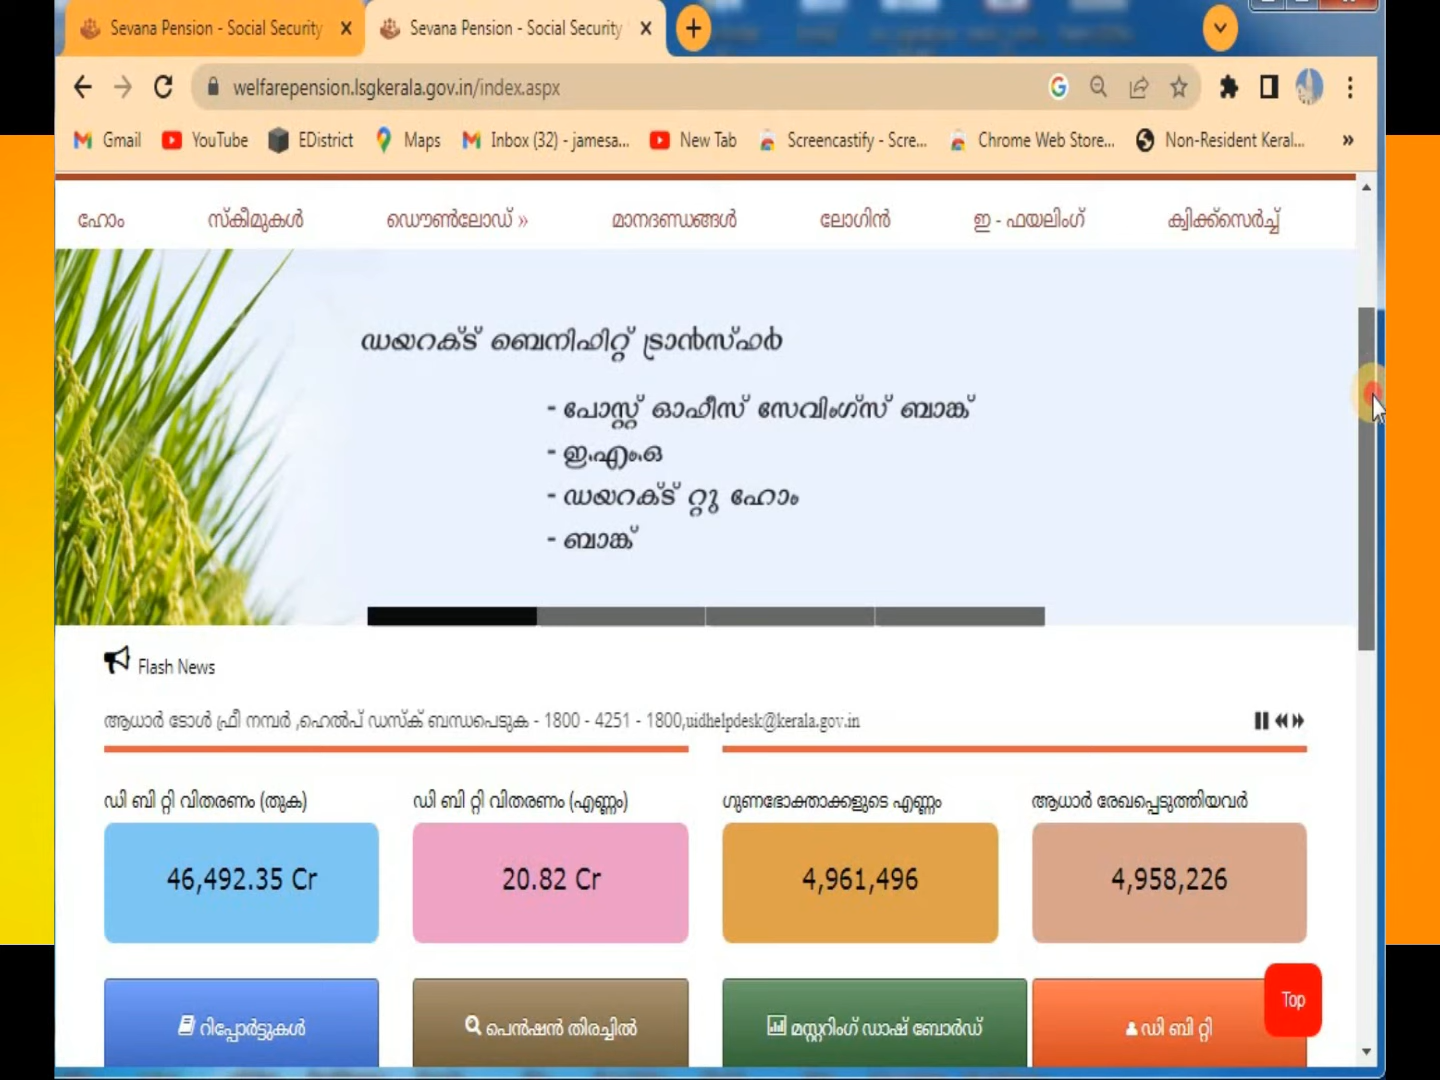 Sevana Pension - Social Security
Sevana Pension - Social Security
welfarepension.lsgkerala.gov.in/index.aspx
Gmail YouTube EDistrict Maps Inbox (32) - jamesa... New Tab Screencastify - Scre... Chrome Web Store... Non-Resident Keral... »
ഹോം സ്കീമുകൾ ഡൌൺലോഡ് » മാനദണ്ഡങ്ങൾ ലോഗിൻ ഇ - ഫയലിംഗ് ക്വിക്ക്സെർച്ച്
ഡയറക്ട് ബെനിഫിറ്റ് ട്രാൻസ്ഫർ
- പോസ്റ്റ് ഓഫീസ് സേവിംഗ്സ് ബാങ്ക്
- ഇ.എം.ഒ
- ഡയറക്ട് റ്റു ഹോം
- ബാങ്ക്
Flash News
ആധാർ ടോൾ ഫ്രീ നമ്പർ ,ഹെൽപ് ഡസ്ക് ബന്ധപെടുക - 1800 - 4251 - 1800,uidhelpdesk@kerala.gov.in
ഡി ബി റ്റി വിതരണം (തുക) ഡി ബി റ്റി വിതരണം (എണ്ണം) ഗുണഭോക്താക്കളുടെ എണ്ണം ആധാർ രേഖപ്പെടുത്തിയവർ
46,492.35 Cr 20.82 Cr 4,961,496 4,958,226
റിപ്പോർട്ടുകൾ പെൻഷൻ തിരച്ചിൽ മസ്റ്ററിംഗ് ഡാഷ് ബോർഡ് ഡി ബി റ്റി
Top